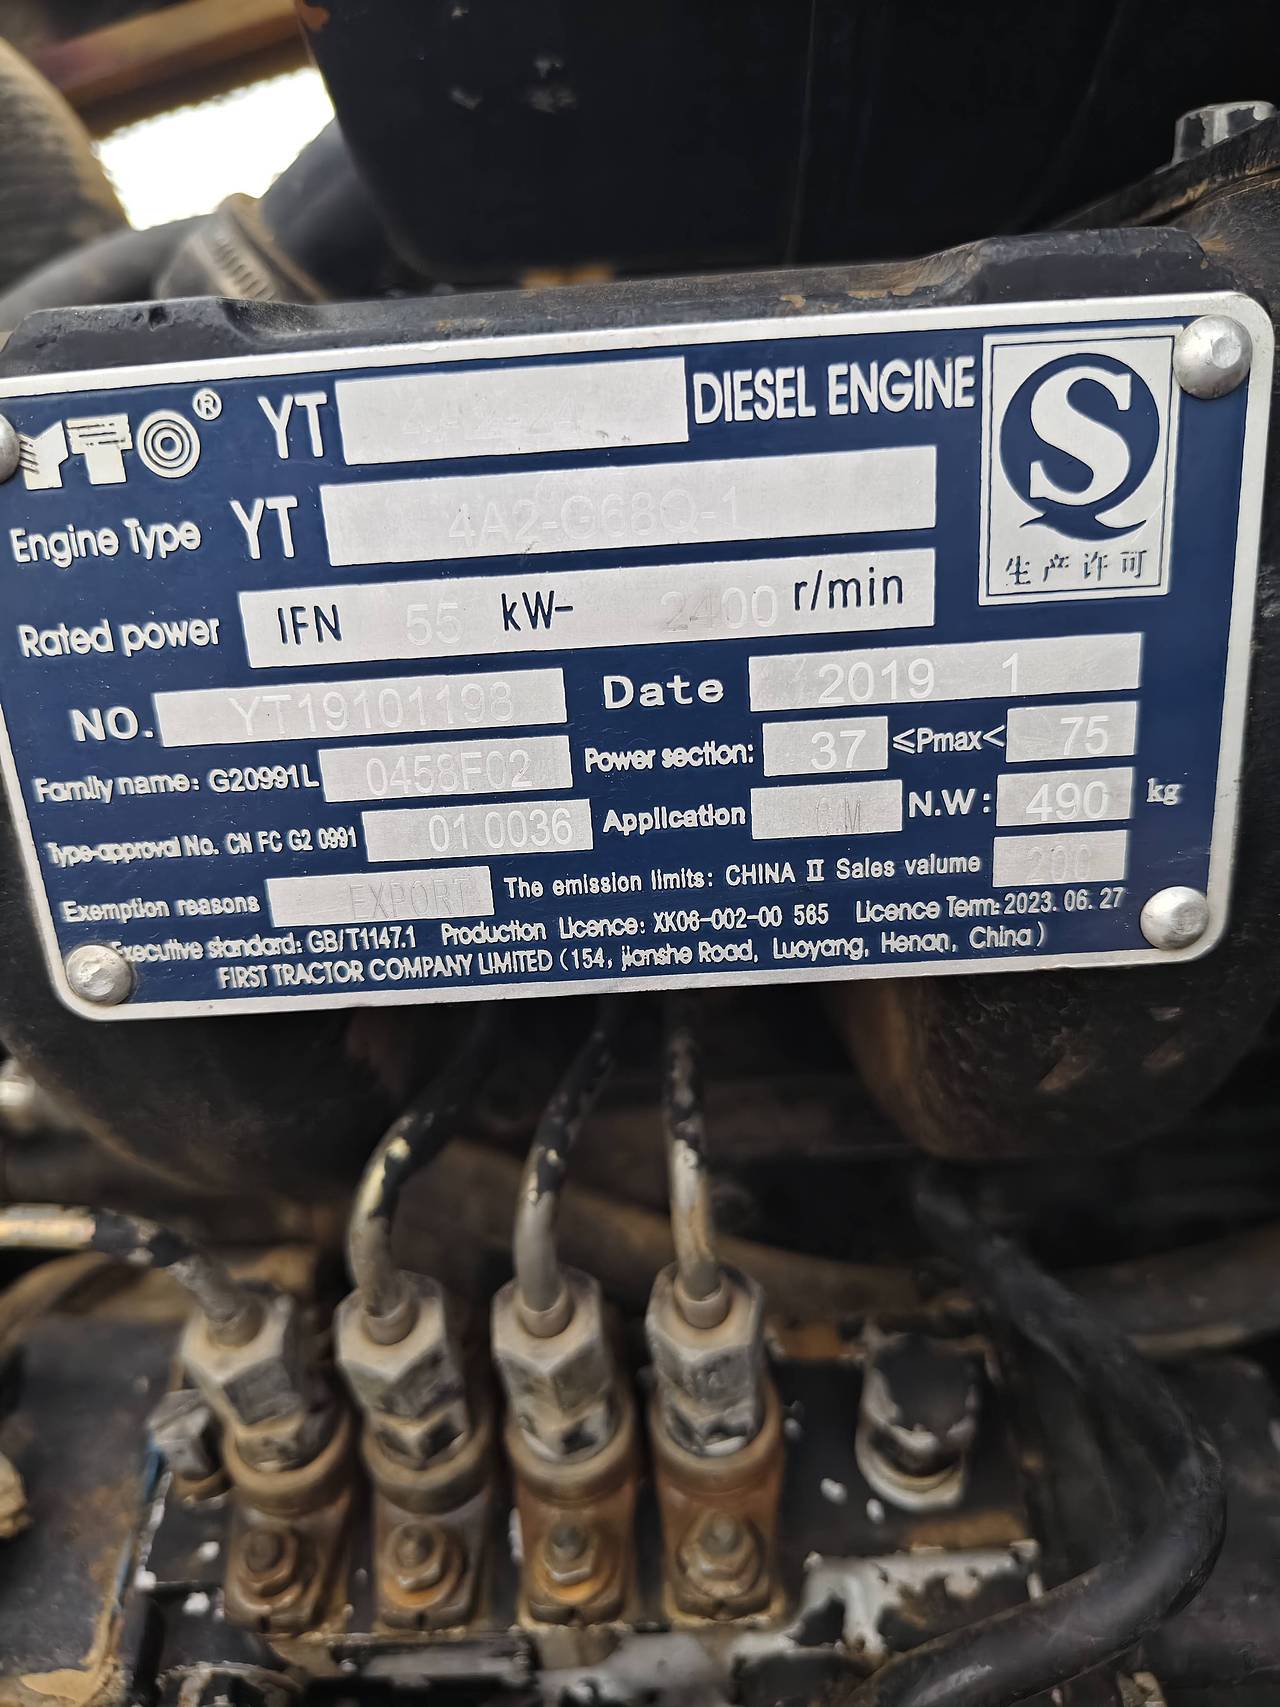 YTO® YT 4A2-24 DIESEL ENGINE
S
生产许可
Engine Type YT 4A2-G68Q-1
Rated power IFN 55 kW- 2400 r/min
NO. YT19101198 Date 2019 1
Family name: G20991L 0458F02 Power section: 37 ≤Pmax< 75
Type-approval No. CN FC G2 0991 01 0036 Application OM N.W: 490 kg
Exemption reasons EXPORT The emission limits: CHINA II Sales valume 200
Executive standard: GB/T1147.1 Production Licence: XK06-002-00 565 Licence Term: 2023. 06. 27
FIRST TRACTOR COMPANY LIMITED (154, jianshe Road, Luoyang, Henan, China)